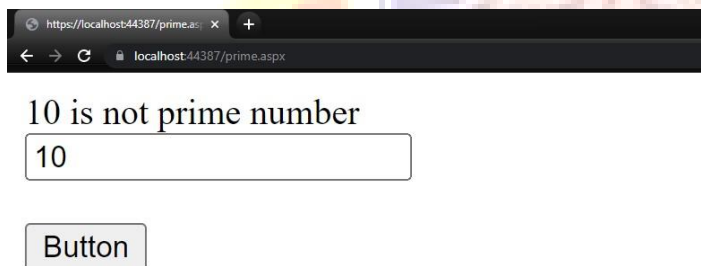 https://localhost:44387/prime.as
localhost:44387/prime.aspx
10 is not prime number
10
Button